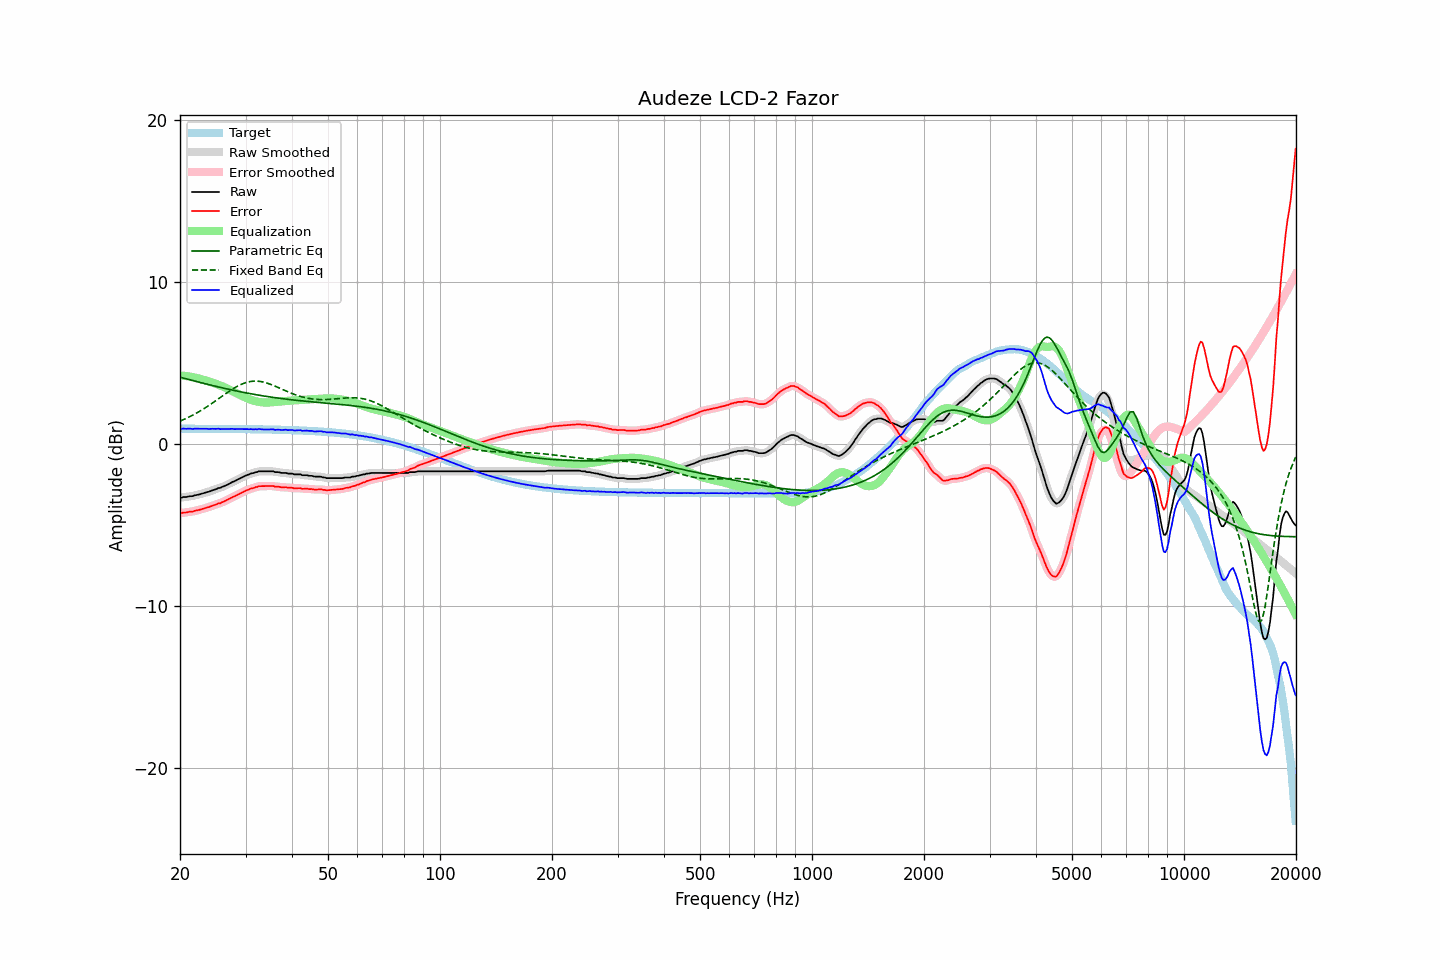 Audeze LCD-2 Fazor
Target
Raw Smoothed
Error Smoothed
Raw
Error
Equalization
Parametric Eq
Fixed Band Eq
Equalized
20
10
0
−10
−20
Amplitude (dBr)
20 50 100 200 500 1000 2000 5000 10000 20000
Frequency (Hz)